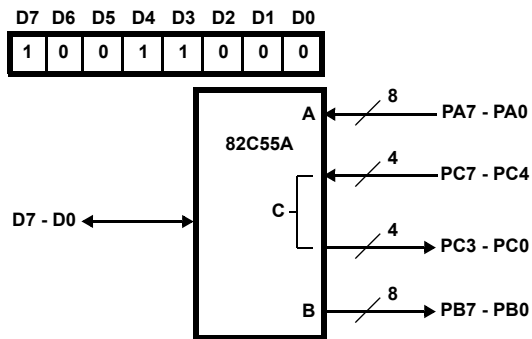 D7 D6 D5 D4 D3 D2 D1 D0
1 0 0 1 1 0 0 0
A 8 PA7 - PA0
82C55A
4 PC7 - PC4
C
D7 - D0
4 PC3 - PC0
B 8 PB7 - PB0